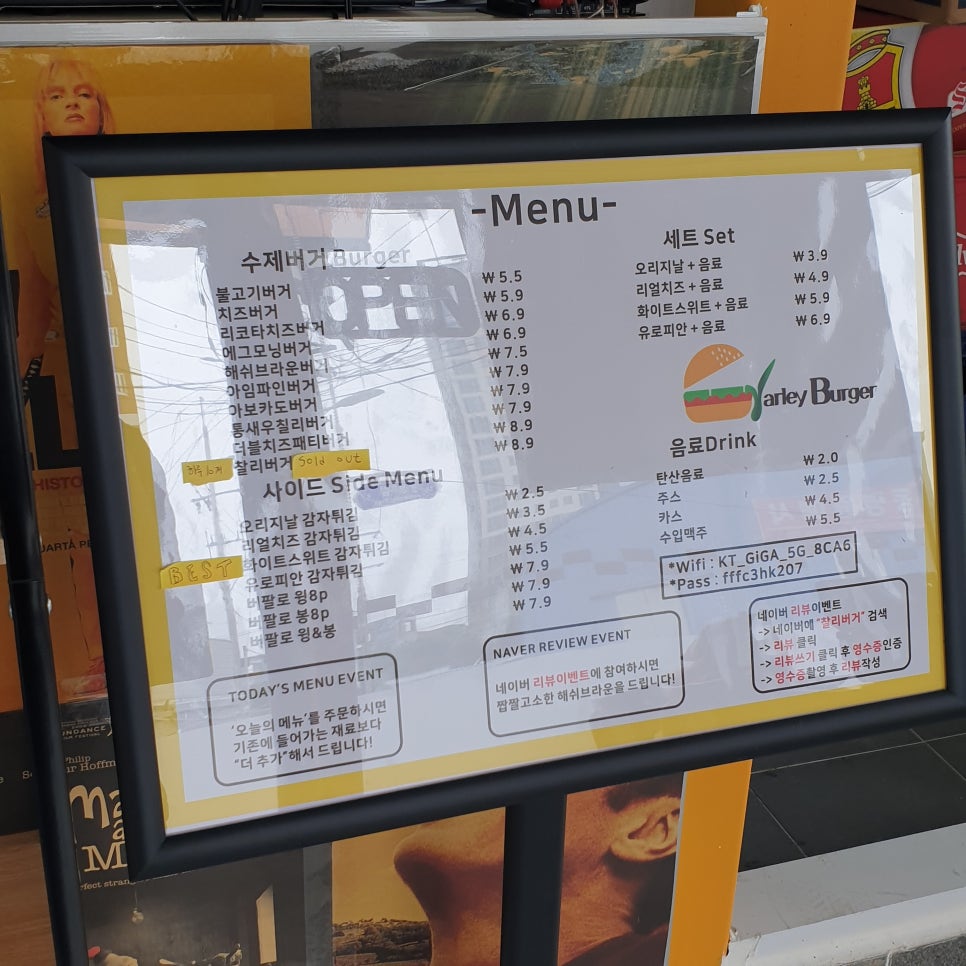 -Menu-
수제버거 Burger
OPEN
불고기버거 ₩ 5.5
치즈버거 ₩ 5.9
리코타치즈버거 ₩ 6.9
에그모닝버거 ₩ 6.9
해쉬브라운버거 ₩ 7.5
아임파인버거 ₩ 7.9
아보카도버거 ₩ 7.9
통새우칠리버거 ₩ 7.9
더블치즈패티버거 ₩ 8.9
하루10개 찰리버거 Sold out ₩ 8.9
사이드 Side Menu
오리지날 감자튀김 ₩ 2.5
리얼치즈 감자튀김 ₩ 3.5
화이트스위트 감자튀김 ₩ 4.5
BEST 유로피안 감자튀김 ₩ 5.5
버팔로 윙8p ₩ 7.9
버팔로 봉8p ₩ 7.9
버팔로 윙&봉 ₩ 7.9
세트 Set
오리지날 + 음료 ₩ 3.9
리얼치즈 + 음료 ₩ 4.9
화이트스위트 + 음료 ₩ 5.9
유로피안 + 음료 ₩ 6.9
arley Burger
음료Drink
탄산음료 ₩ 2.0
주스 ₩ 2.5
카스 ₩ 4.5
수입맥주 ₩ 5.5
*Wifi : KT_GiGA_5G_8CA6
*Pass : fffc3hk207
TODAY'S MENU EVENT
'오늘의 메뉴'를 주문하시면
기존에 들어가는 재료보다
"더 추가"해서 드립니다!
NAVER REVIEW EVENT
네이버 리뷰이벤트에 참여하시면
짭짤고소한 해쉬브라운을 드립니다!
네이버 리뷰이벤트
-> 네이버에 "찰리버거" 검색
-> 리뷰 클릭
-> 리뷰쓰기 클릭 후 영수증인증
-> 영수증촬영 후 리뷰작성
HISTO
UARTĂ PE
UNDANCE
Philip
ur Hoffm
rfect strang